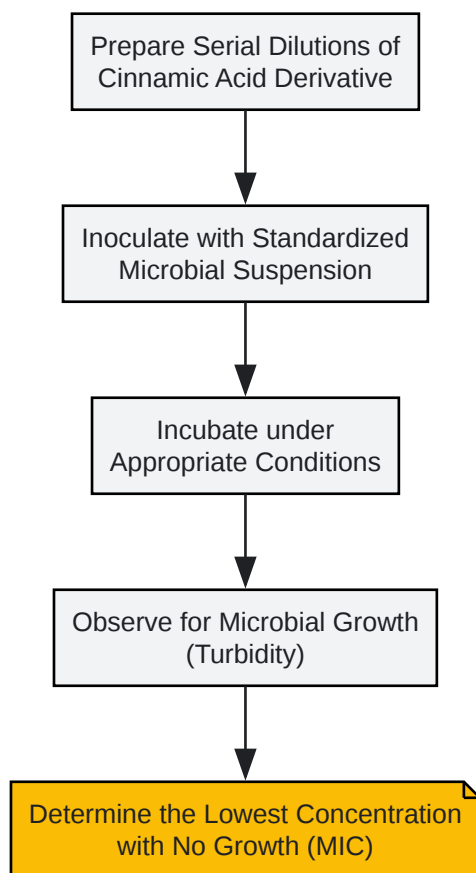 Prepare Serial Dilutions of
Cinnamic Acid Derivative
Inoculate with Standardized
Microbial Suspension
Incubate under
Appropriate Conditions
Observe for Microbial Growth
(Turbidity)
Determine the Lowest Concentration
with No Growth (MIC)